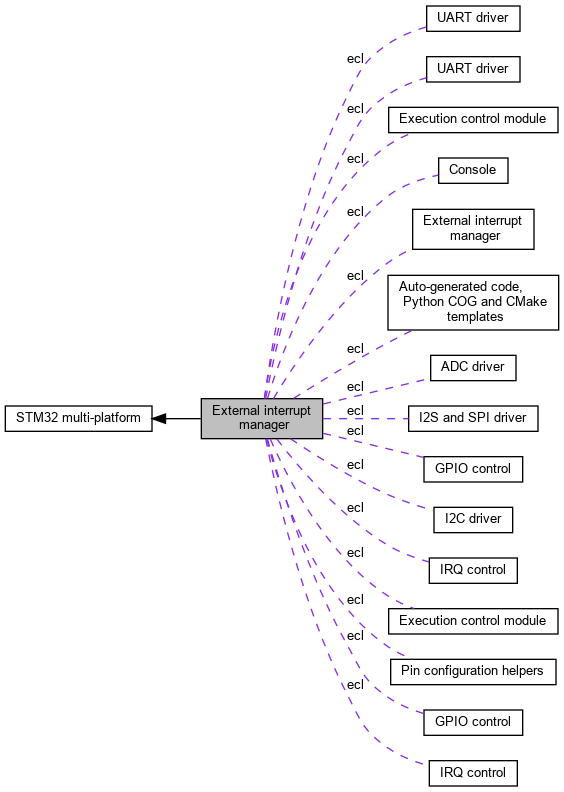 UART driver
ecl
UART driver
ecl
Execution control module
ecl
Console
ecl
External interrupt
manager
ecl
Auto-generated code,
Python COG and CMake
templates
ecl
ADC driver
ecl
STM32 multi-platform
External interrupt
manager
ecl
I2S and SPI driver
ecl
GPIO control
ecl
I2C driver
ecl
IRQ control
ecl
Execution control module
ecl
Pin configuration helpers
ecl
GPIO control
ecl
IRQ control